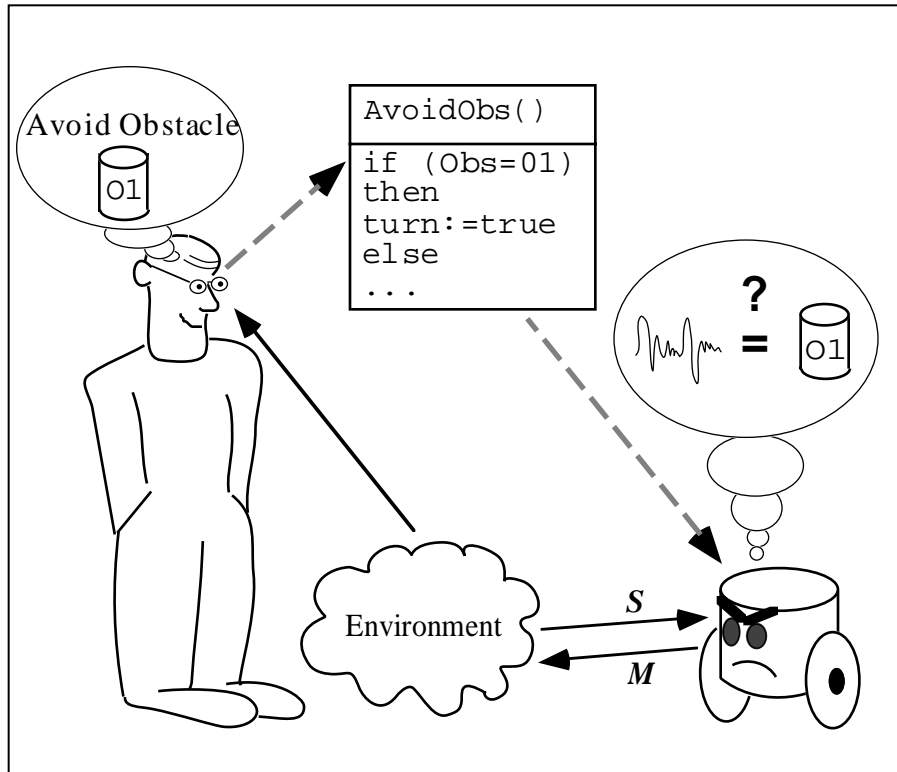 Avoid Obstacle
O1
AvoidObs()
if (Obs=O1)
then
turn:=true
else
...
?
=
O1
Environment
S
M